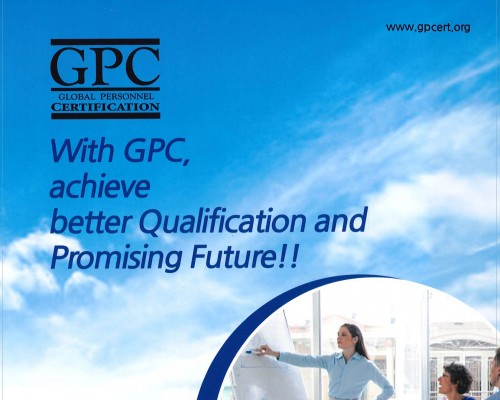 www.gpcert.org
GPC
GLOBAL PERSONNEL
CERTIFICATION
With GPC,
achieve
better Qualification and
Promising Future!!